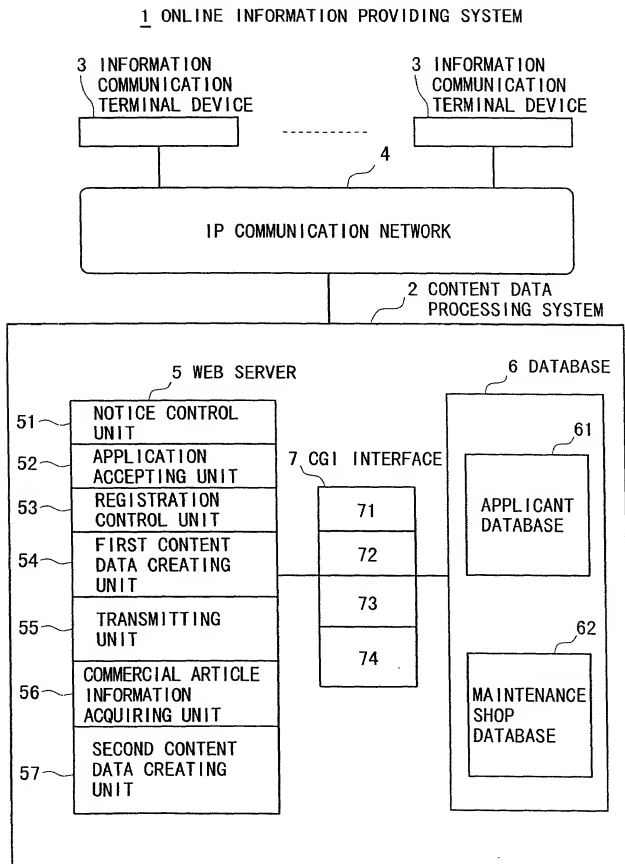 1 ONLINE INFORMATION PROVIDING SYSTEM
3 INFORMATION
COMMUNICATION
TERMINAL DEVICE
3 INFORMATION
COMMUNICATION
TERMINAL DEVICE
4
IP COMMUNICATION NETWORK
2 CONTENT DATA
PROCESSING SYSTEM
5 WEB SERVER
51
NOTICE CONTROL
UNIT
52
APPLICATION
ACCEPTING UNIT
53
REGISTRATION
CONTROL UNIT
54
FIRST CONTENT
DATA CREATING
UNIT
55
TRANSMITTING
UNIT
56
COMMERCIAL ARTICLE
INFORMATION
ACQUIRING UNIT
57
SECOND CONTENT
DATA CREATING
UNIT
7 CGI INTERFACE
71
72
73
74
6 DATABASE
61
APPLICANT
DATABASE
62
MAINTENANCE
SHOP
DATABASE